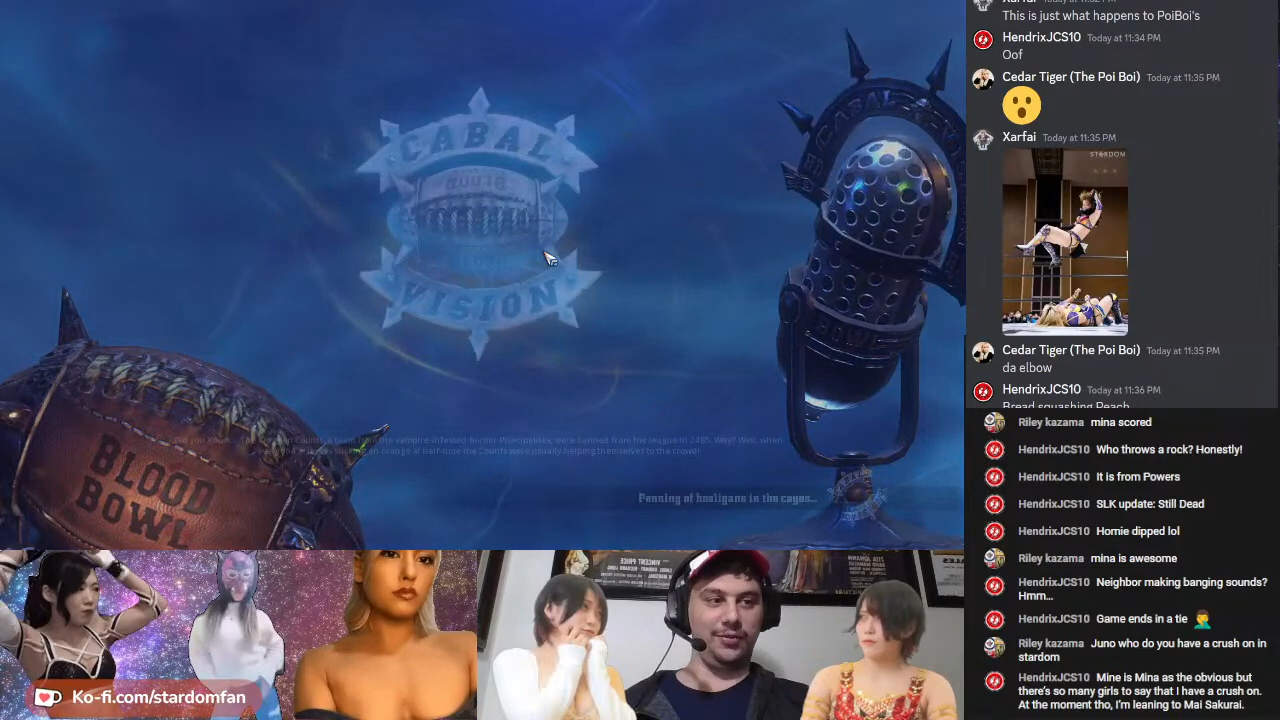 CABAL
VISION
BLOOD
BOWL
Penning of hooligans in the cages...
Ko-fi.com/stardomfan
This is just what happens to PoiBoi's
HendrixJCS10 Today at 11:34 PM
Oof
Cedar Tiger (The Poi Boi) Today at 11:35 PM
Xarfai Today at 11:35 PM
STARDOM
Cedar Tiger (The Poi Boi) Today at 11:35 PM
da elbow
HendrixJCS10 Today at 11:36 PM
Bread squashing Peach
Riley kazama mina scored
HendrixJCS10 Who throws a rock? Honestly!
HendrixJCS10 It is from Powers
HendrixJCS10 SLK update: Still Dead
HendrixJCS10 Homie dipped lol
Riley kazama mina is awesome
HendrixJCS10 Neighbor making banging sounds?
Hmm...
HendrixJCS10 Game ends in a tie 🤦‍♂️
Riley kazama Juno who do you have a crush on in
stardom
HendrixJCS10 Mine is Mina as the obvious but
there's so many girls to say that I have a crush on.
At the moment tho, I'm leaning to Mai Sakurai.